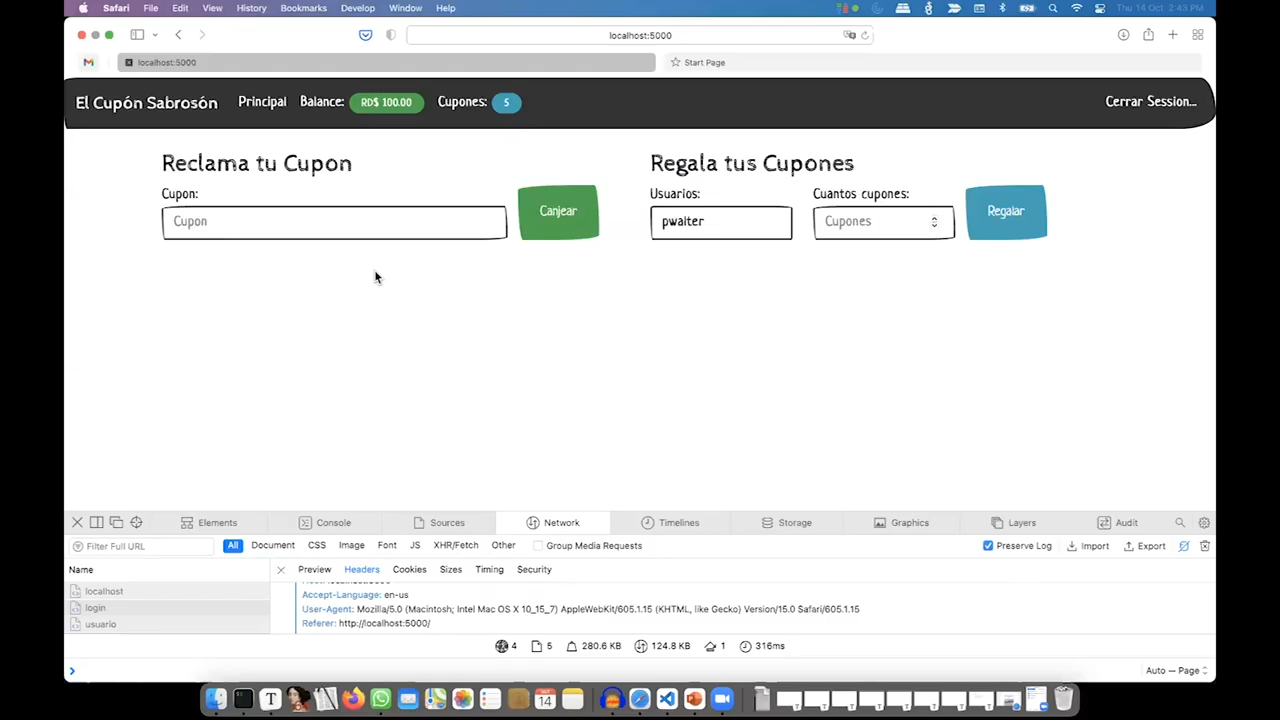 Safari File Edit View History Bookmarks Develop Window Help Thu 14 Oct 2:43 PM
localhost:5000
localhost:5000 Start Page
El Cupón Sabrosón Principal Balance: RD$ 100.00 Cupones: 5 Cerrar Session...
Reclama tu Cupon Regala tus Cupones
Cupon: Usuarios: Cuantos cupones:
Cupon Canjear pwalter Cupones Regalar
Elements Console Sources Network Timelines Storage Graphics Layers Audit
Filter Full URL All Document CSS Image Font JS XHR/Fetch Other Group Media Requests Preserve Log Import Export
Name Preview Headers Cookies Sizes Timing Security
localhost
Accept-Language: en-us
login User-Agent: Mozilla/5.0 (Macintosh; Intel Mac OS X 10_15_7) AppleWebKit/605.1.15 (KHTML, like Gecko) Version/15.0 Safari/605.1.15
usuario Referer: http://localhost:5000/
4 5 280.6 KB 124.8 KB 1 316ms
Auto — Page